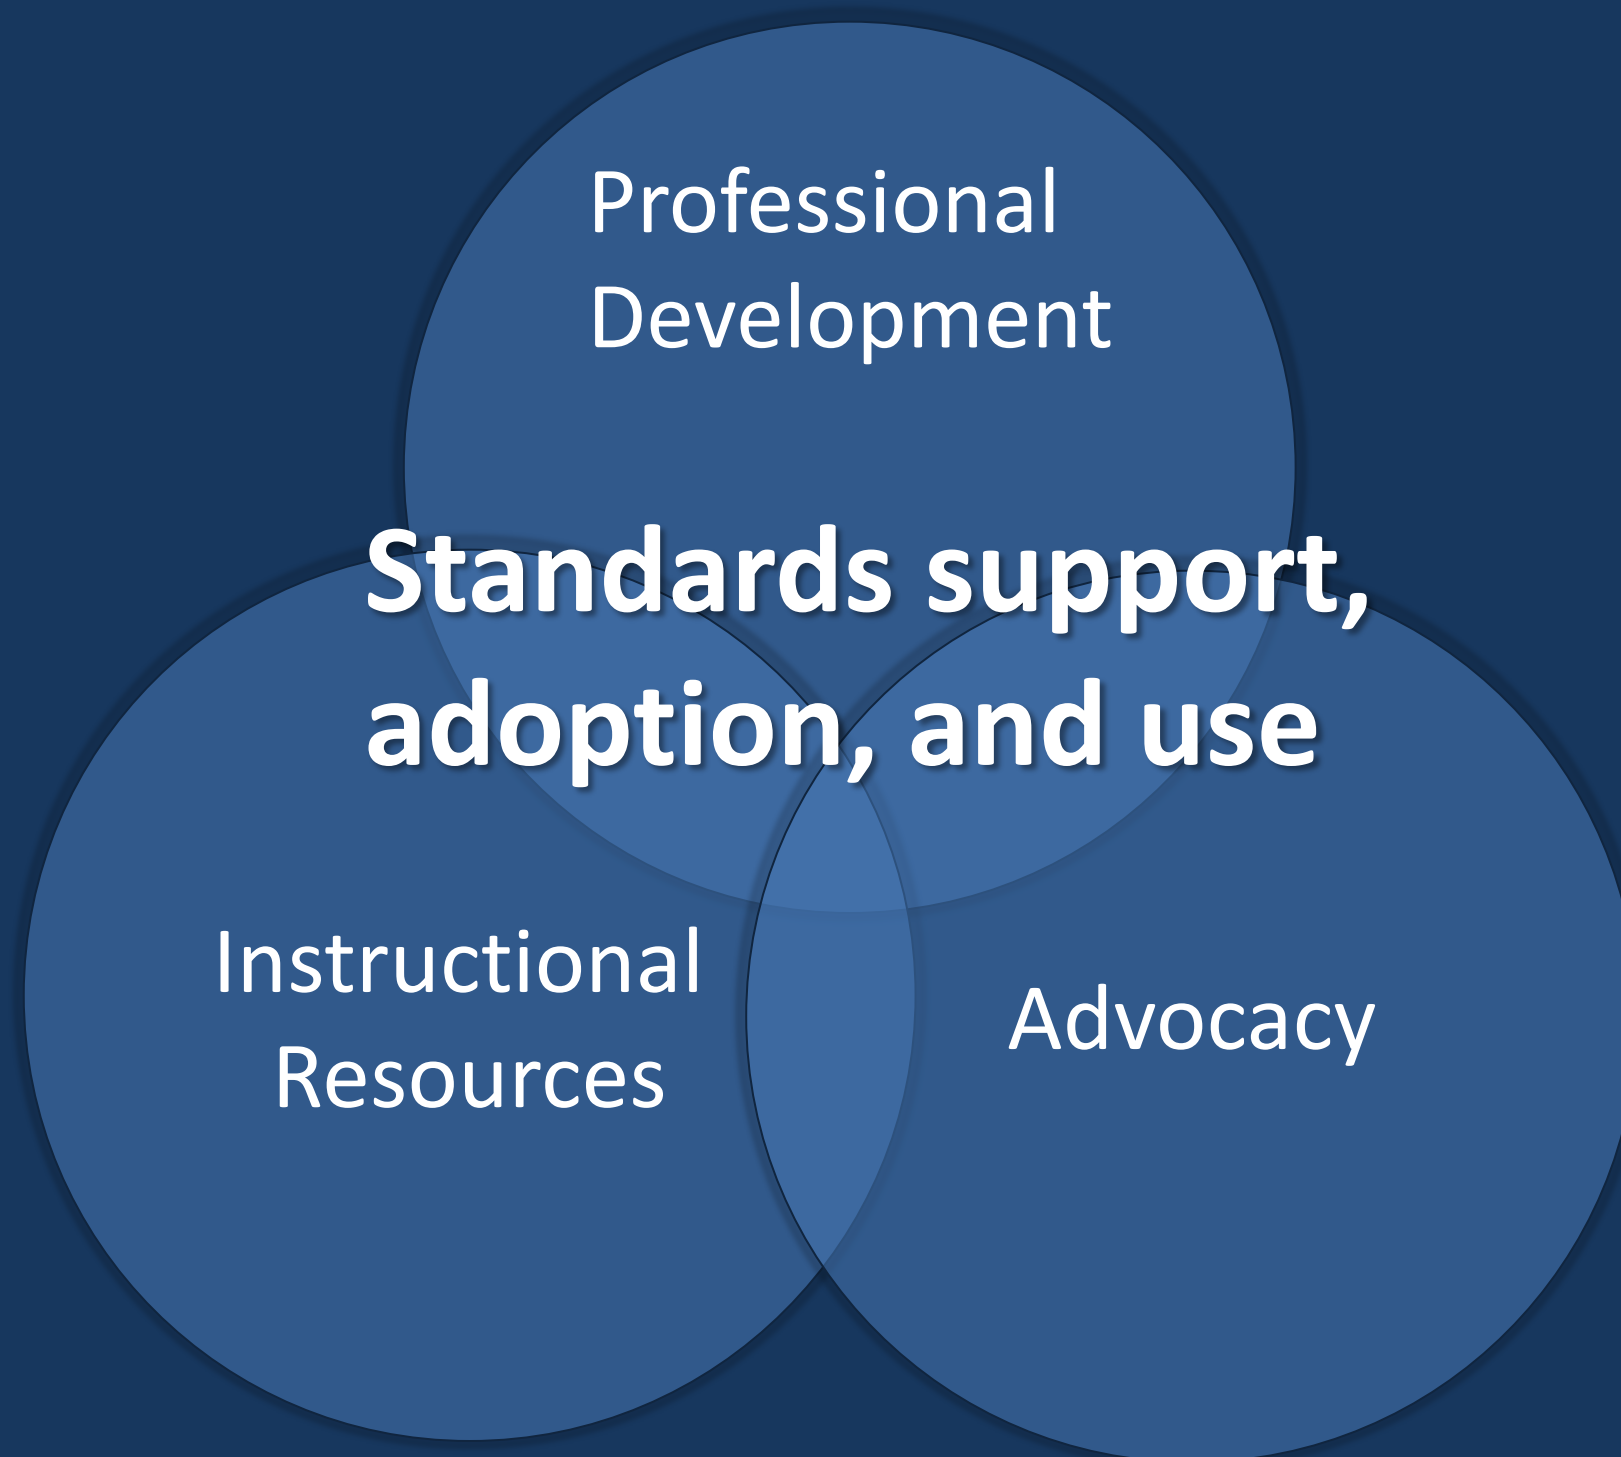 Professional
Development
Standards support,
adoption, and use
Instructional
Resources
Advocacy